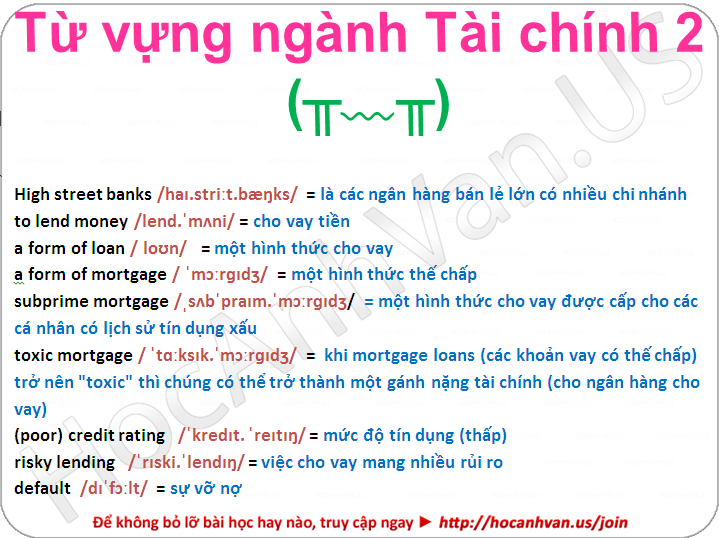 Từ vựng ngành Tài chính 2
(╥﹏╥)
High street banks /haɪ.striːt.bæŋks/ = là các ngân hàng bán lẻ lớn có nhiều chi nhánh
to lend money /lend.ˈmʌni/ = cho vay tiền
a form of loan / loʊn/ = một hình thức cho vay
a form of mortgage / ˈmɔːrgɪdʒ/ = một hình thức thế chấp
subprime mortgage /ˌsʌbˈpraɪm.ˈmɔːrgɪdʒ/ = một hình thức cho vay được cấp cho các
cá nhân có lịch sử tín dụng xấu
toxic mortgage / ˈtɑːksɪk.ˈmɔːrgɪdʒ/ = khi mortgage loans (các khoản vay có thế chấp)
trở nên "toxic" thì chúng có thể trở thành một gánh nặng tài chính (cho ngân hàng cho
vay)
(poor) credit rating /ˈkredɪt. ˈreɪtɪŋ/ = mức độ tín dụng (thấp)
risky lending /ˈrɪski.ˈlendɪŋ/ = việc cho vay mang nhiều rủi ro
default /dɪˈfɔːlt/ = sự vỡ nợ
Để không bỏ lỡ bài học hay nào, truy cập ngay ► http://hocanhvan.us/join
HocAnhVan.US